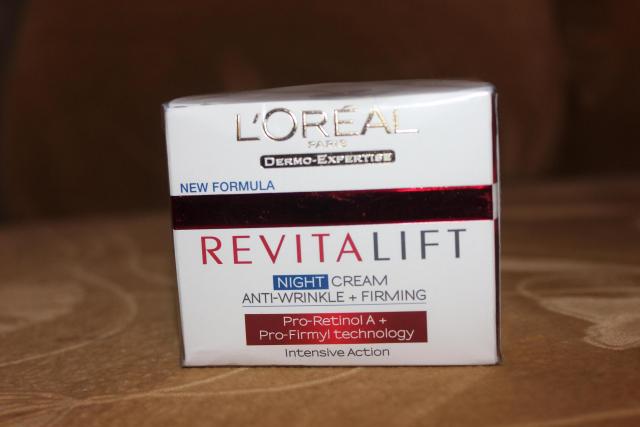 L'ORÉAL
PARIS
DERMO-EXPERTISE
NEW FORMULA
REVITALIFT
NIGHT CREAM
ANTI-WRINKLE + FIRMING
Pro-Retinol A +
Pro-Firmyl technology
Intensive Action